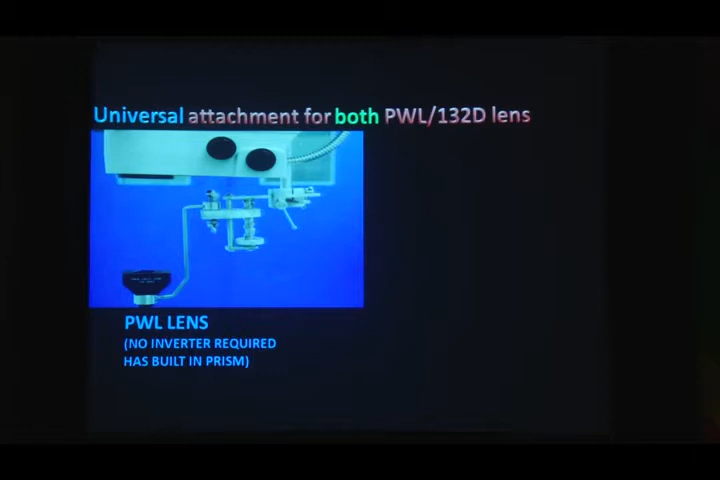 Universal attachment for both PWL/132D lens
PWL LENS
(NO INVERTER REQUIRED
HAS BUILT IN PRISM)